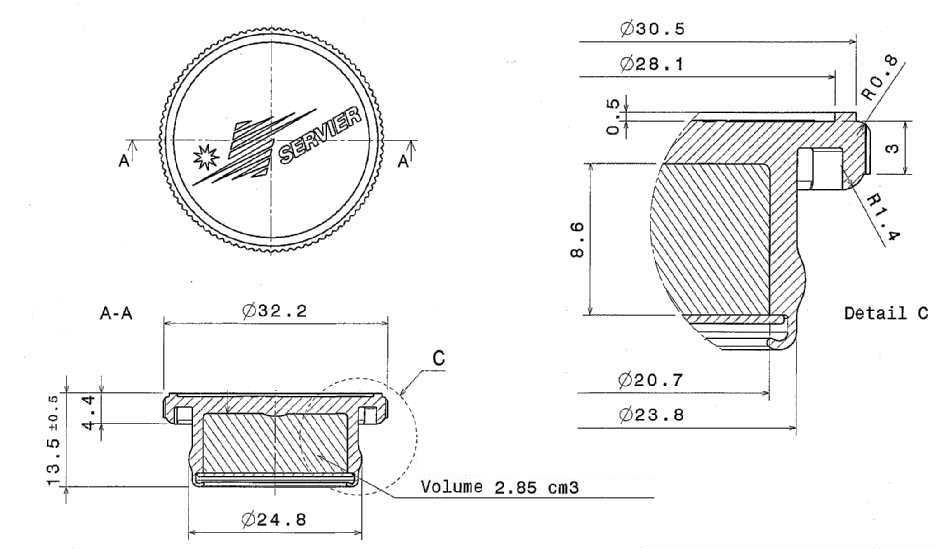 SERVIER
A
A
A-A
Ø32.2
C
13.5 ±0.5
4.4
Volume 2.85 cm3
Ø24.8
Ø30.5
Ø28.1
0.5
R0.8
3
R1.4
8.6
Detail C
Ø20.7
Ø23.8